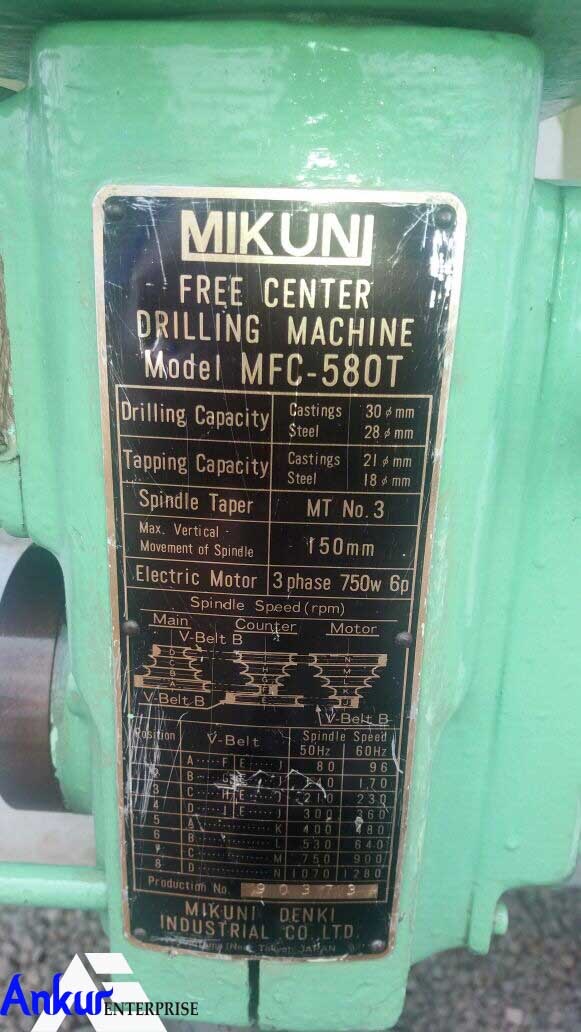 MIKUNI
FREE CENTER
DRILLING MACHINE
Model MFC-580T
Drilling Capacity Castings 30 ø mm
Steel 28 ø mm
Tapping Capacity Castings 21 ø mm
Steel 18 ø mm
Spindle Taper MT No. 3
Max. Vertical
Movement of Spindle 150mm
Electric Motor 3 phase 750w 6p
Spindle Speed (rpm)
Main Counter Motor
V-Belt B
D
C
B
A
H
G
F
E
N
M
L
K
J
V-Belt B
V-Belt B
Position V-Belt Spindle Speed
50Hz 60Hz
A ····· F E ····· J 80 96
2 B ····· G E 170
3 C ····· H E 210 230
4 D ····· I E ····· J 300
5 A ·········· K 400
6 B ·········· L 530 640
C ·········· M 750 900
8 D ·········· N 1070 1280
Production No. 90373
MIKUNI DENKI
INDUSTRIAL CO., LTD.
JAPAN
Ankur ENTERPRISE